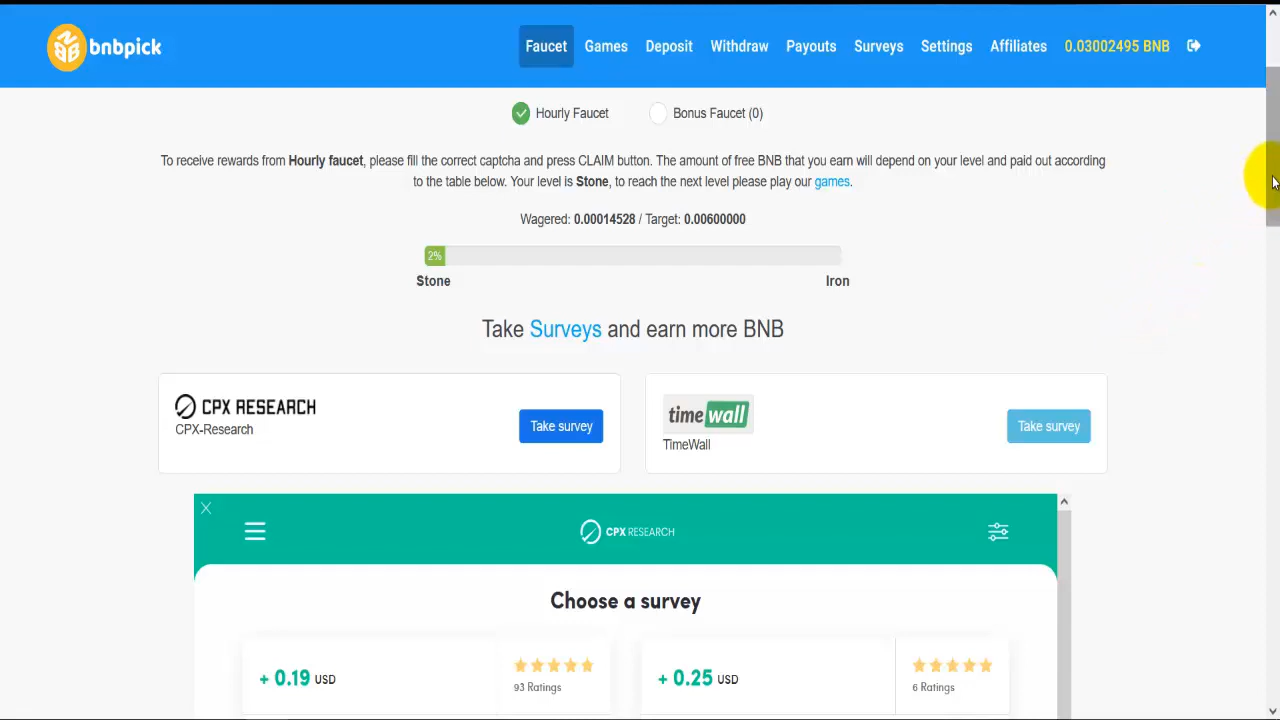 bnbpick
Faucet Games Deposit Withdraw Payouts Surveys Settings Affiliates 0.03002495 BNB
Hourly Faucet Bonus Faucet (0)
To receive rewards from Hourly faucet, please fill the correct captcha and press CLAIM button. The amount of free BNB that you earn will depend on your level and paid out according
to the table below. Your level is Stone, to reach the next level please play our games.
Wagered: 0.00014528 / Target: 0.00600000
2%
Stone Iron
Take Surveys and earn more BNB
CPX RESEARCH
CPX-Research
Take survey
time wall
TimeWall
Take survey
CPX RESEARCH
Choose a survey
+ 0.19 USD
93 Ratings
+ 0.25 USD
6 Ratings